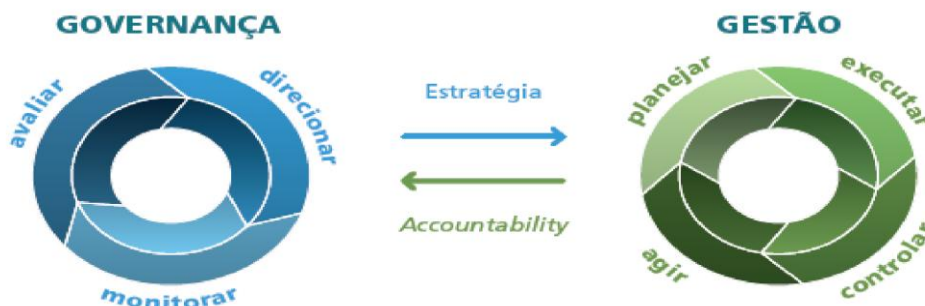 GOVERNANÇA
avaliar
direcionar
monitorar
Estratégia
Accountability
GESTÃO
planejar
executar
controlar
agir